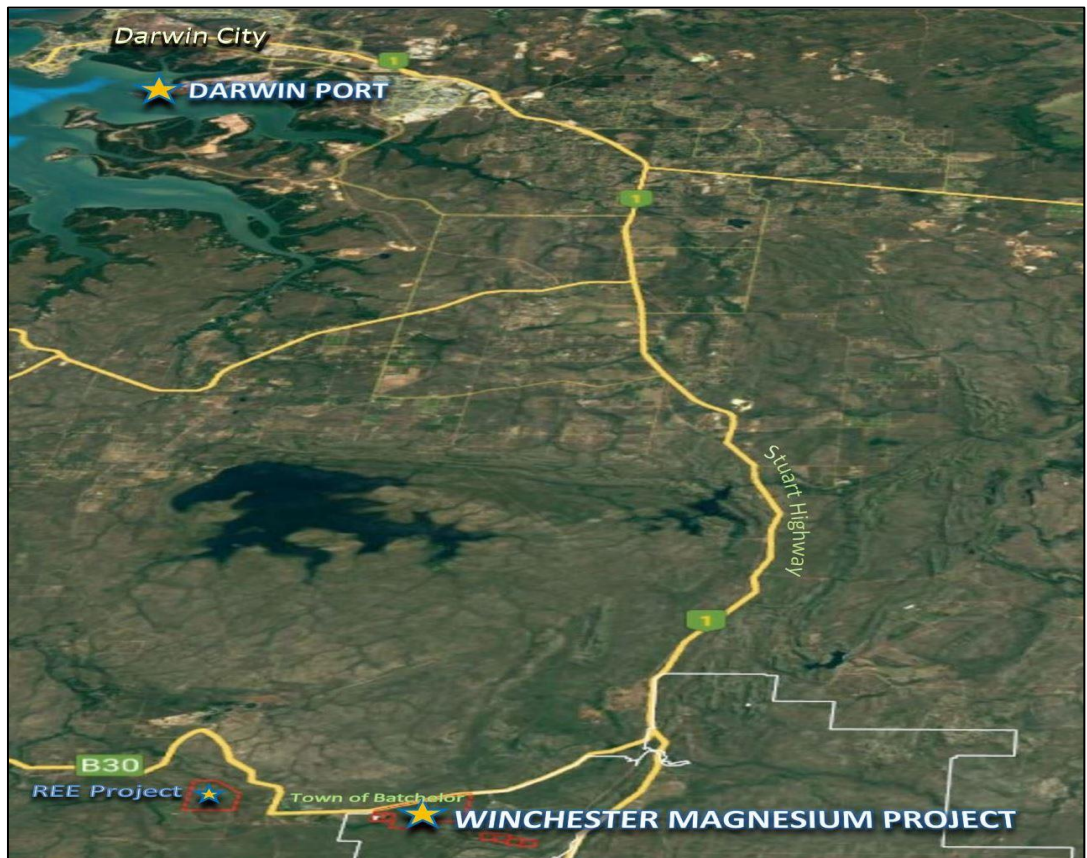 Darwin City
1
DARWIN PORT
1
Stuart Highway
1
B30
REE Project
Town of Batchelor
WINCHESTER MAGNESIUM PROJECT